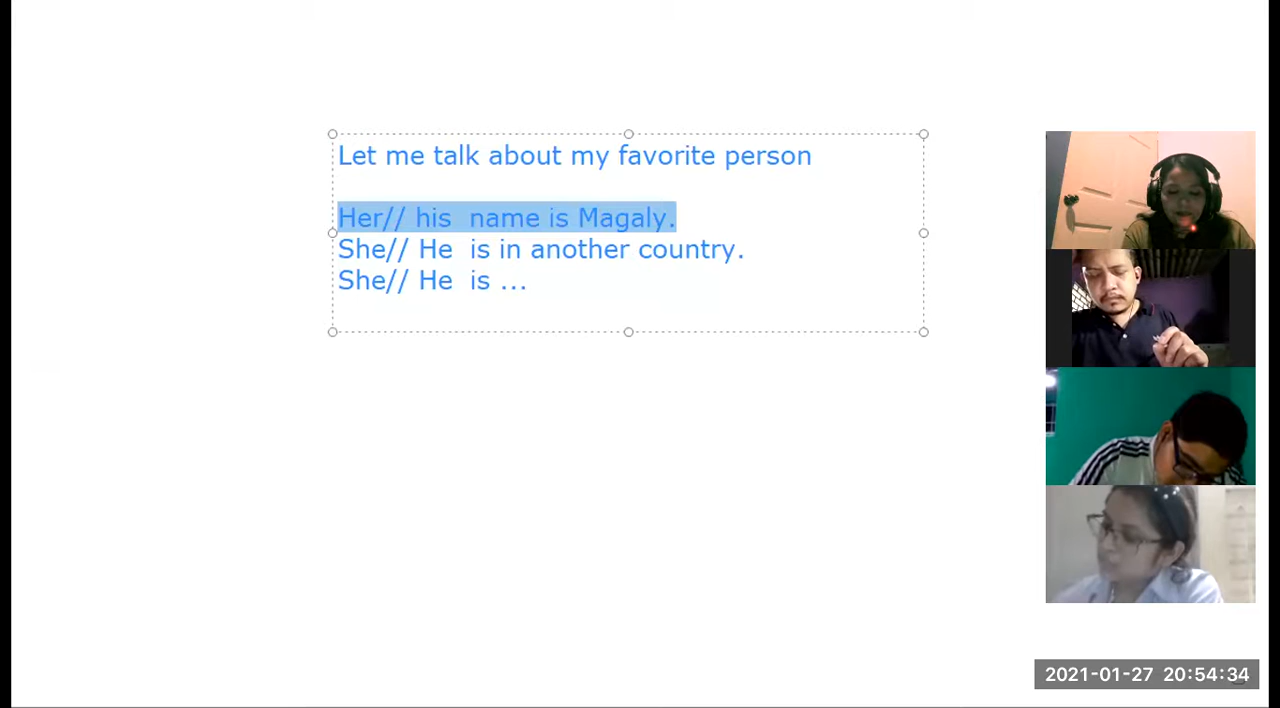 Let me talk about my favorite person
Her// his  name is Magaly.
She// He  is in another country.
She// He  is ...
2021-01-27  20:54:34